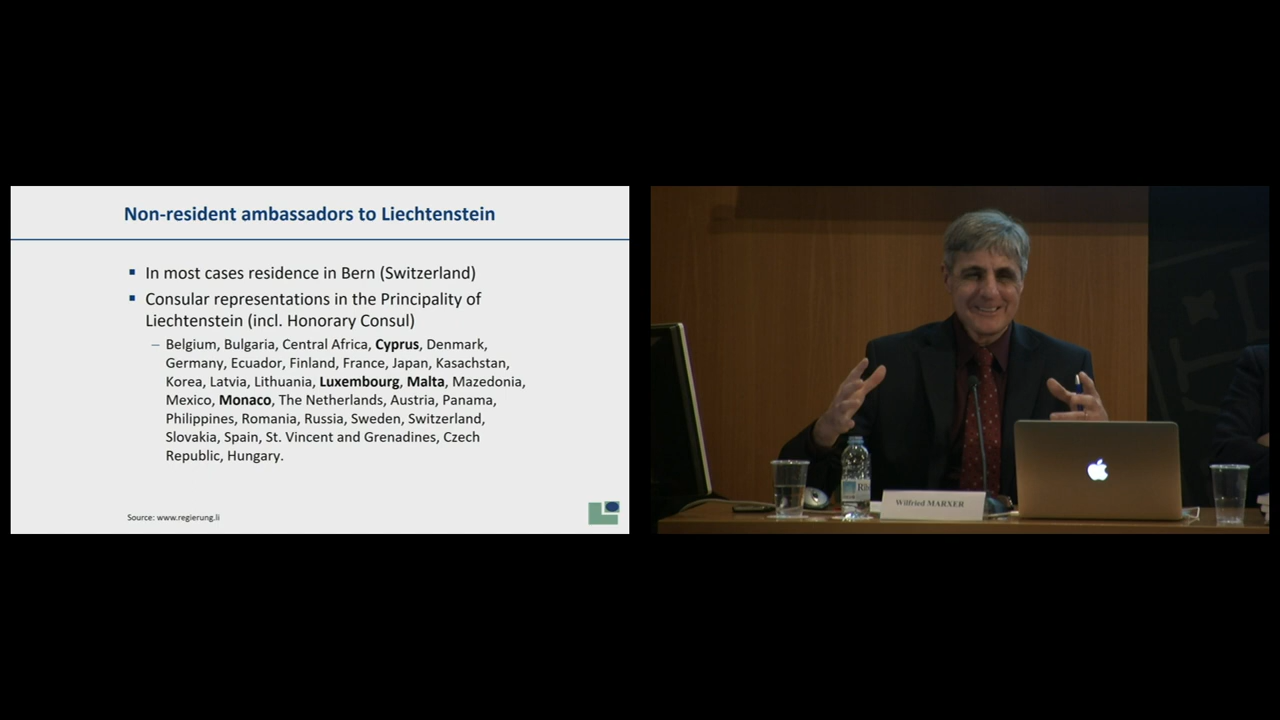 Non-resident ambassadors to Liechtenstein
▪ In most cases residence in Bern (Switzerland)
▪ Consular representations in the Principality of
Liechtenstein (incl. Honorary Consul)
– Belgium, Bulgaria, Central Africa, Cyprus, Denmark,
Germany, Ecuador, Finland, France, Japan, Kasachstan,
Korea, Latvia, Lithuania, Luxembourg, Malta, Mazedonia,
Mexico, Monaco, The Netherlands, Austria, Panama,
Philippines, Romania, Russia, Sweden, Switzerland,
Slovakia, Spain, St. Vincent and Grenadines, Czech
Republic, Hungary.
Source: www.regierung.li
Wilfried MARXER